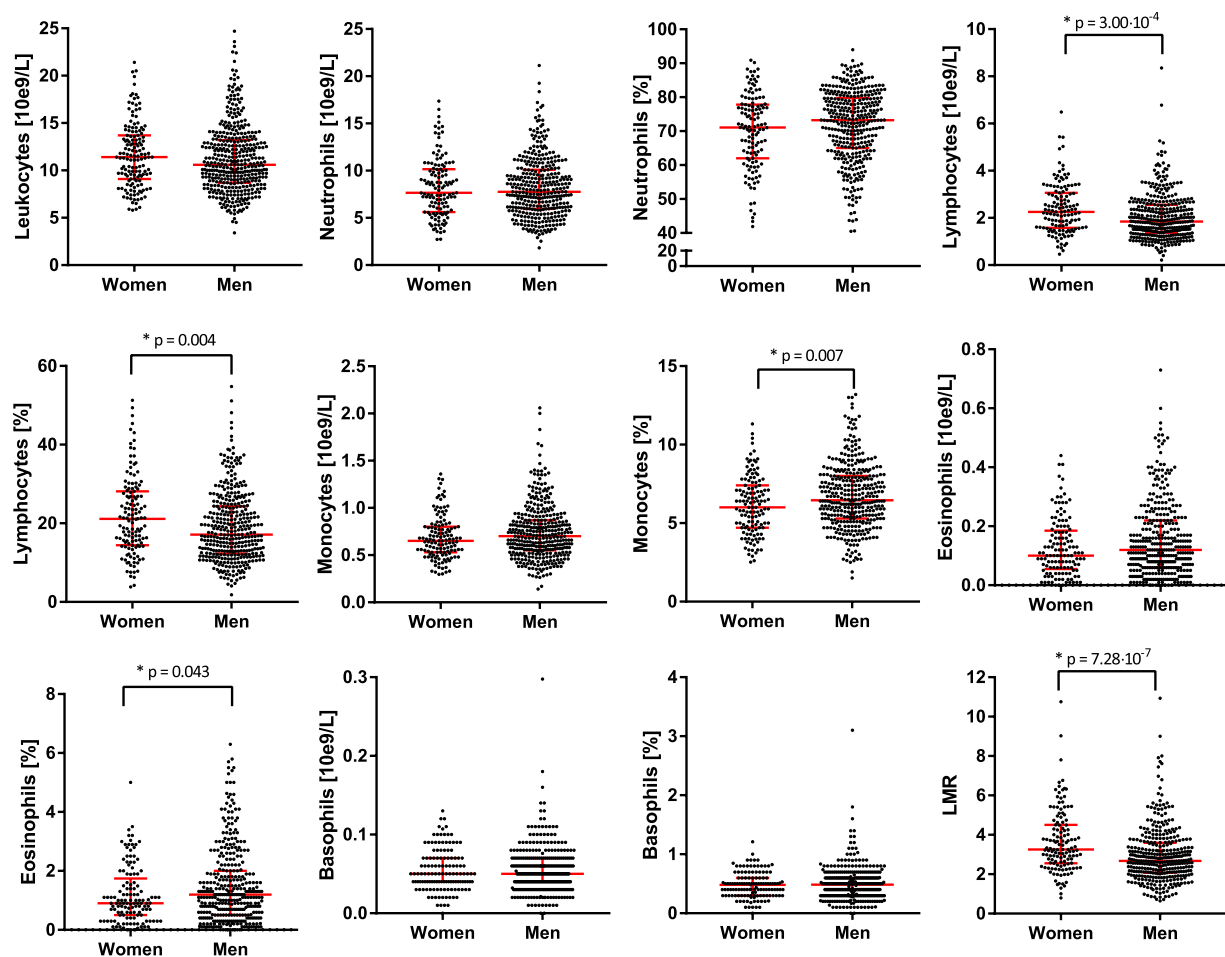 Leukocytes [10e9/L]
25
20
15
10
5
0
Women
Men
Neutrophils [10e9/L]
25
20
15
10
5
0
Women
Men
Neutrophils [%]
100
90
80
70
60
50
40
20
0
Women
Men
* p = 3.00·10-4
Lymphocytes [10e9/L]
10
8
6
4
2
0
Women
Men
* p = 0.004
Lymphocytes [%]
60
40
20
0
Women
Men
Monocytes [10e9/L]
2.5
2.0
1.5
1.0
0.5
0.0
Women
Men
* p = 0.007
Monocytes [%]
15
10
5
0
Women
Men
Eosinophils [10e9/L]
0.8
0.6
0.4
0.2
0.0
Women
Men
* p = 0.043
Eosinophils [%]
8
6
4
2
0
Women
Men
Basophils [10e9/L]
0.3
0.2
0.1
0.0
Women
Men
Basophils [%]
4
3
2
1
0
Women
Men
* p = 7.28·10-7
LMR
12
10
8
6
4
2
0
Women
Men